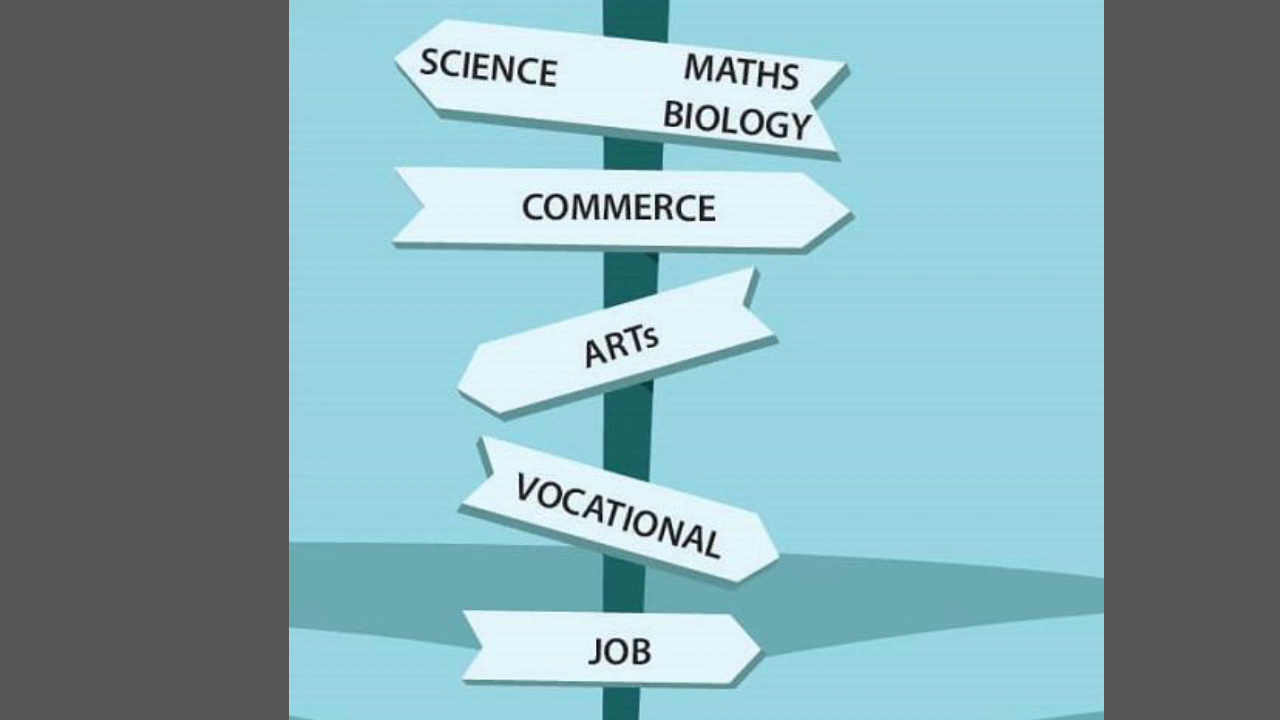 SCIENCE MATHS
BIOLOGY
COMMERCE
ARTs
VOCATIONAL
JOB